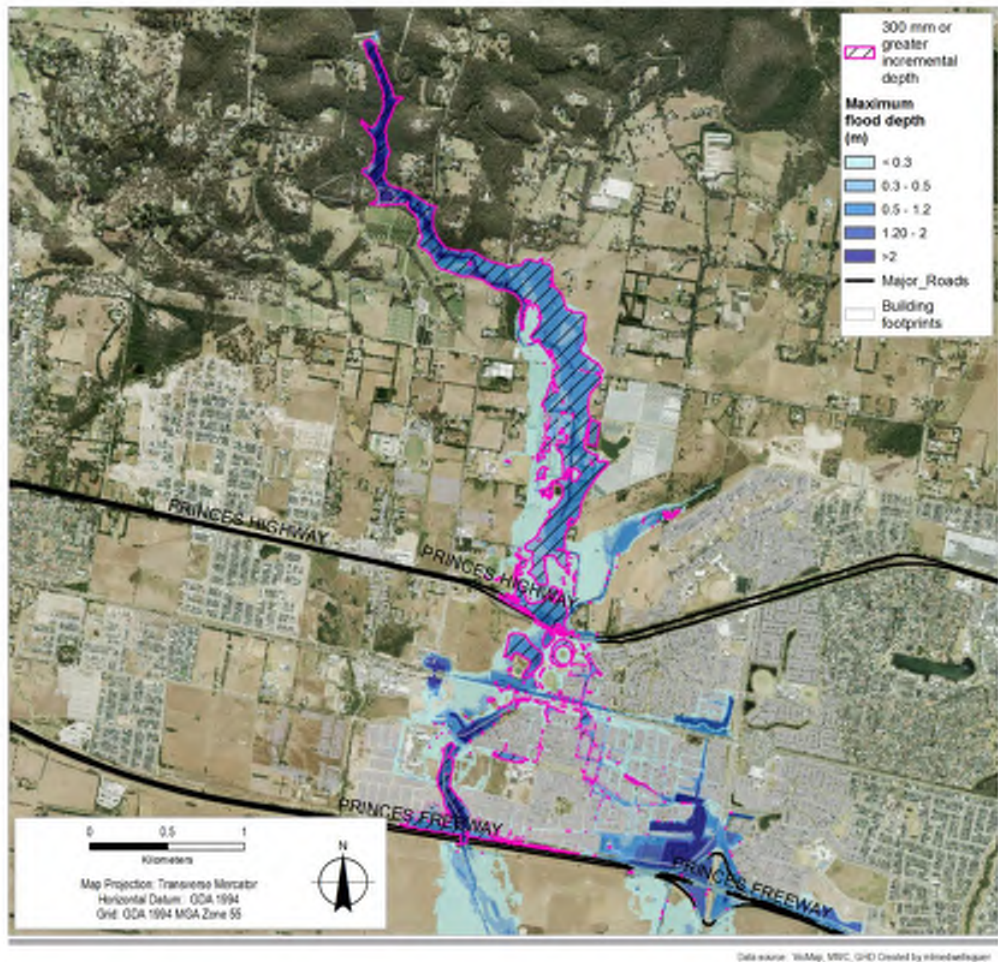 300 mm or
greater
incremental
depth
Maximum
flood depth
(m)
< 0.3
0.3 - 0.5
0.5 - 1.2
1.20 - 2
>2
Major_Roads
Building
footprints
PRINCES HIGHWAY
PRINCES HIGHWAY
PRINCES FREEWAY
PRINCES FREEWAY
0 0.5 1
Kilometers
Map Projection: Transverse Mercator
Horizontal Datum: GDA 1994
Grid: GDA 1994 MGA Zone 55
N
Data source: VicMap, MWC, GHD Created by